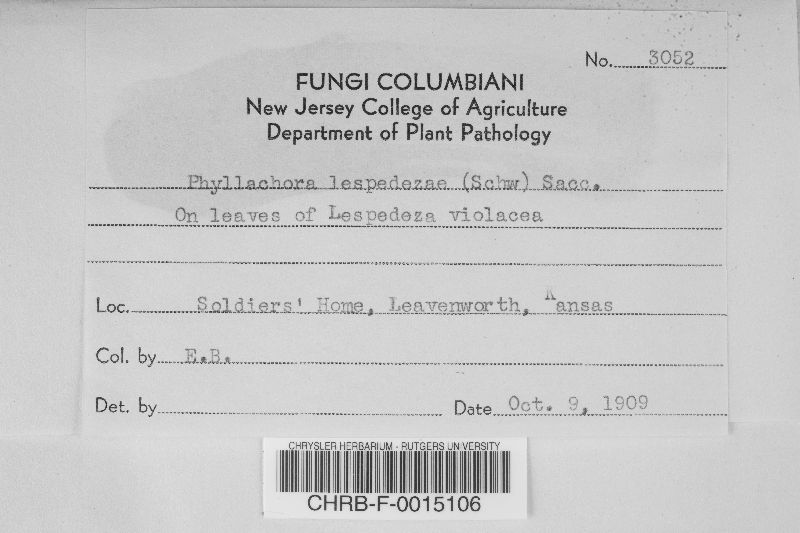 No. 3052
FUNGI COLUMBIANI
New Jersey College of Agriculture
Department of Plant Pathology
Phyllachora lespedezae (Schw) Sacc.
On leaves of Lespedeza violacea
Loc. Soldiers' Home, Leavenworth, Kansas
Col. by E.B.
Det. by
Date Oct. 9, 1909
CHRYSLER HERBARIUM - RUTGERS UNIVERSITY
CHRB-F-0015106